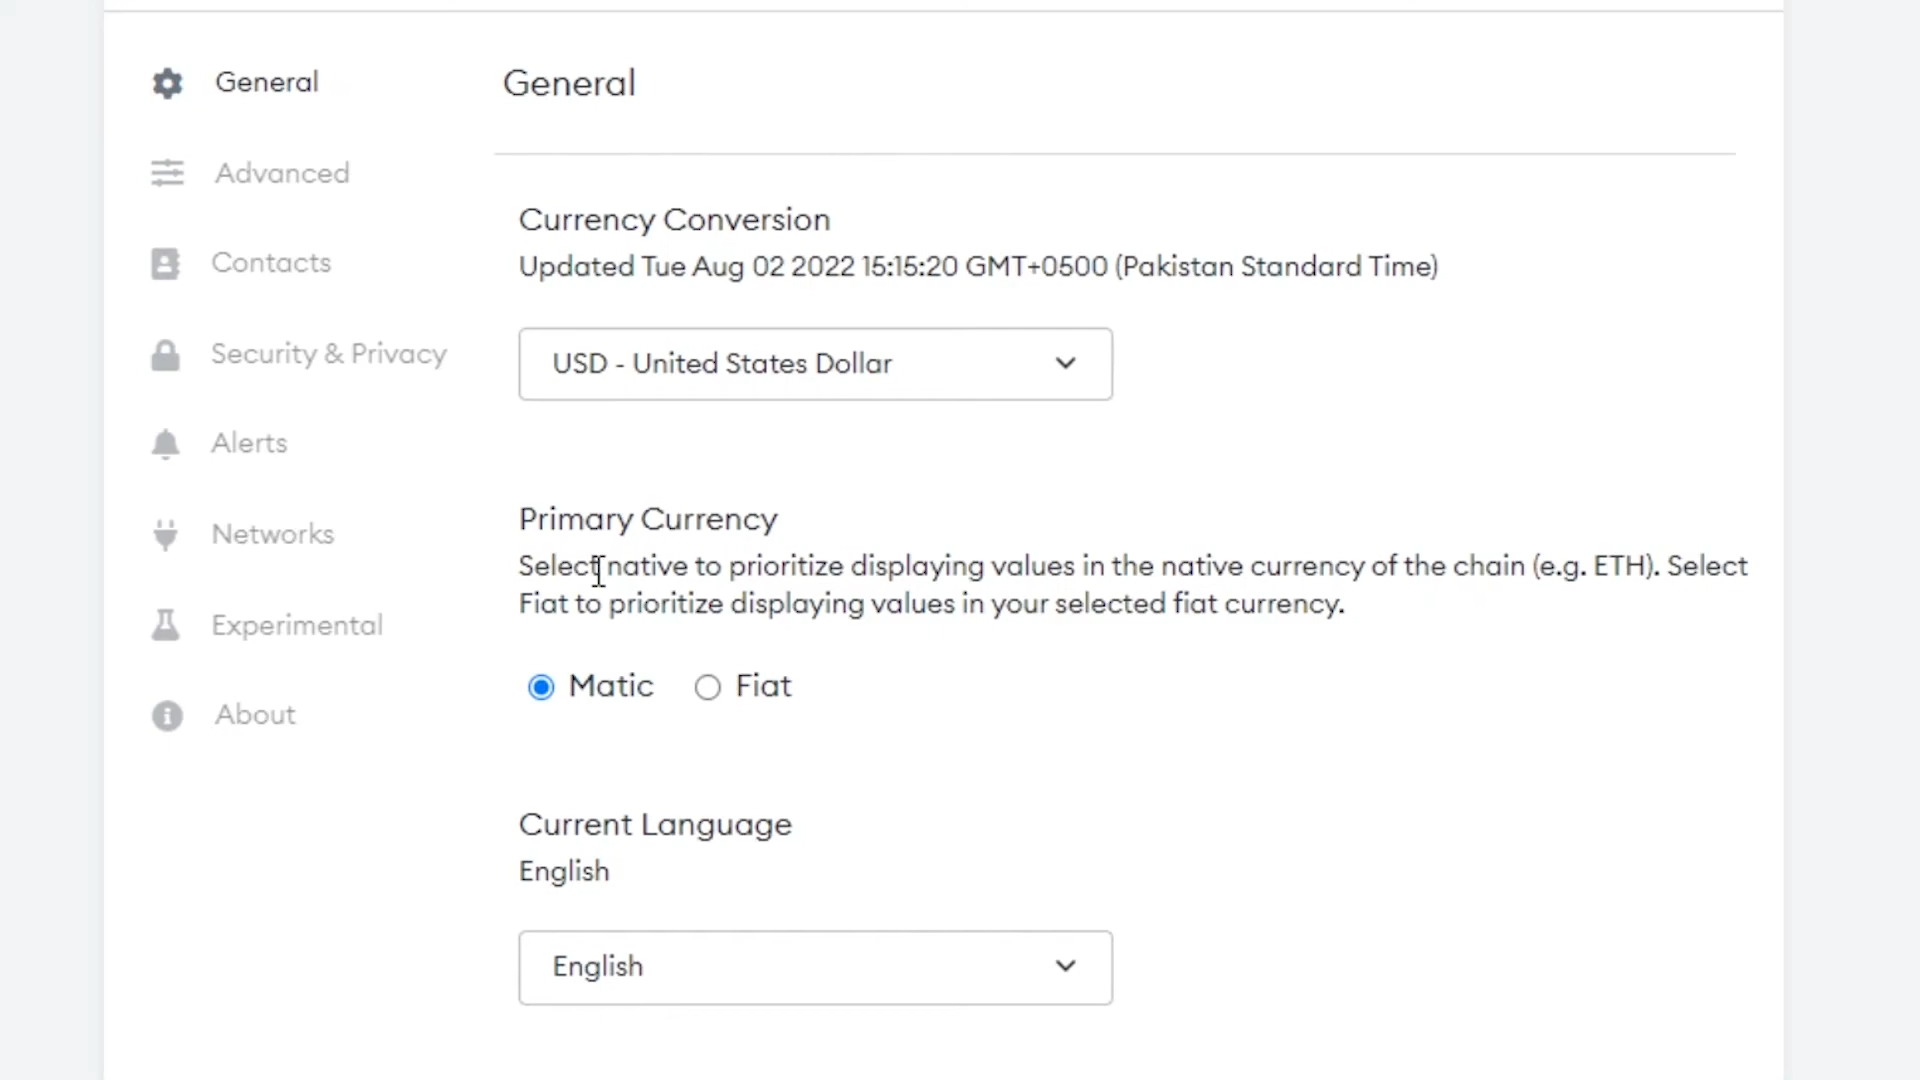 General
Advanced
Contacts
Security & Privacy
Alerts
Networks
Experimental
About
General
Currency Conversion
Updated Tue Aug 02 2022 15:15:20 GMT+0500 (Pakistan Standard Time)
USD - United States Dollar
Primary Currency
Select native to prioritize displaying values in the native currency of the chain (e.g. ETH). Select
Fiat to prioritize displaying values in your selected fiat currency.
Matic Fiat
Current Language
English
English